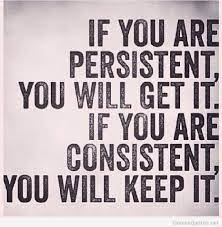 IF YOU ARE
PERSISTENT,
YOU WILL GET IT.
IF YOU ARE
CONSISTENT,
YOU WILL KEEP IT.